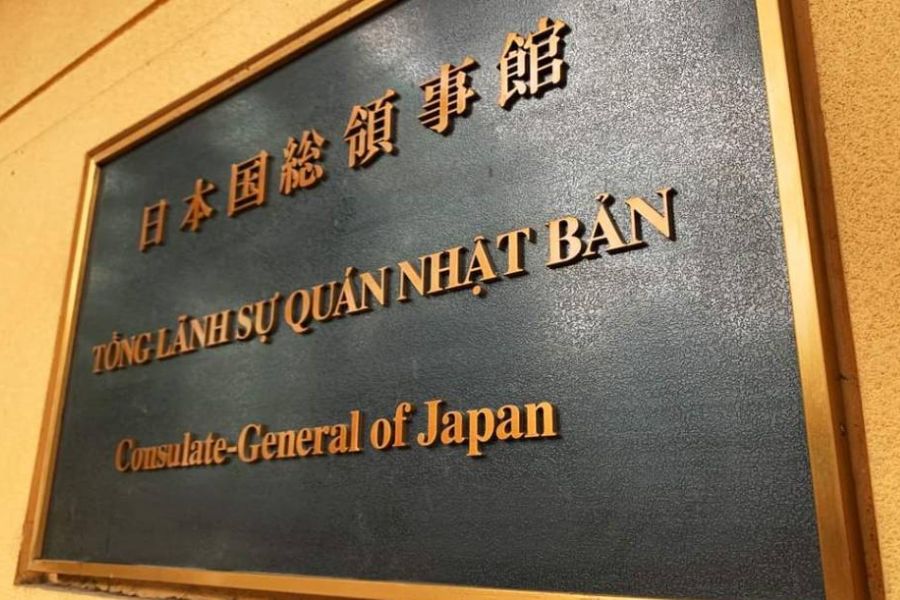 日本国総領事館
TỔNG LÃNH SỰ QUÁN NHẬT BẢN
Consulate-General of Japan